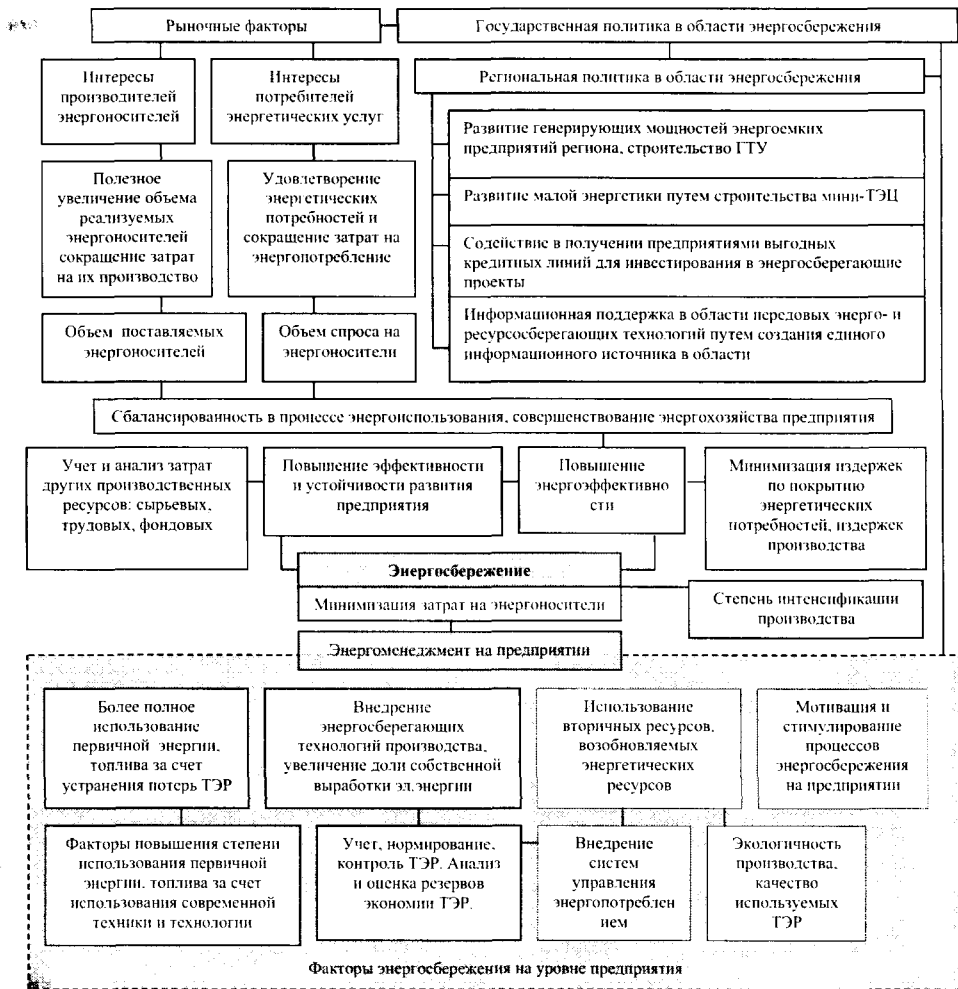 Рыночные факторы
Государственная политика в области энергосбережения
Интересы
производителей
энергоносителей
Интересы
потребителей
энергетических услуг
Региональная политика в области энергосбережения
Полезное
увеличение объема
реализуемых
энергоносителей
сокращение затрат
на их производство
Удовлетворение
энергетических
потребностей и
сокращение затрат на
энергопотребление
Развитие генерирующих мощностей энергоемких
предприятий региона, строительство ГТУ
Развитие малой энергетики путем строительства мини-ТЭЦ
Содействие в получении предприятиями выгодных
кредитных линий для инвестирования в энергосберегающие
проекты
Информационная поддержка в области передовых энерго- и
ресурсосберегающих технологий путем создания единого
информационного источника в области
Объем поставляемых
энергоносителей
Объем спроса на
энергоносители
Сбалансированность в процессе энергоиспользования, совершенствование энергохозяйства предприятия
Учет и анализ затрат
других производственных
ресурсов: сырьевых,
трудовых, фондовых
Повышение эффективности
и устойчивости развития
предприятия
Повышение
энергоэффективно
сти
Минимизация издержек
по покрытию
энергетических
потребностей, издержек
производства
Энергосбережение
Минимизация затрат на энергоносители
Степень интенсификации
производства
Энергоменеджмент на предприятии
Более полное
использование
первичной энергии,
топлива за счет
устранения потерь ТЭР
Внедрение
энергосберегающих
технологий производства,
увеличение доли собственной
выработки эл.энергии
Использование
вторичных ресурсов,
возобновляемых
энергетических
ресурсов
Мотивация и
стимулирование
процессов
энергосбережения
на предприятии
Факторы повышения степени
использования первичной
энергии, топлива за счет
использования современной
техники и технологии
Учет, нормирование,
контроль ТЭР. Анализ
и оценка резервов
экономии ТЭР.
Внедрение
систем
управления
энергопотреблен
ием
Экологичность
производства,
качество
используемых
ТЭР
Факторы энергосбережения на уровне предприятия